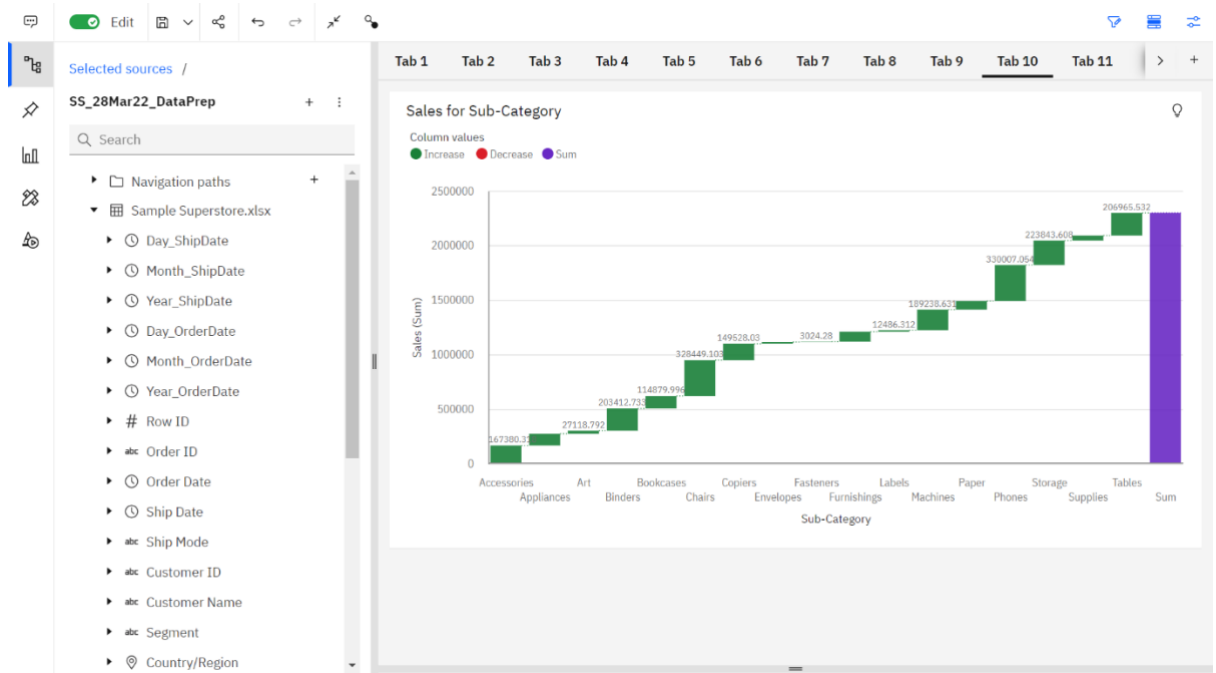 Edit
Selected sources /
SS_28Mar22_DataPrep
Search
Navigation paths
Sample Superstore.xlsx
Day_ShipDate
Month_ShipDate
Year_ShipDate
Day_OrderDate
Month_OrderDate
Year_OrderDate
# Row ID
abc Order ID
Order Date
Ship Date
abc Ship Mode
abc Customer ID
abc Customer Name
abc Segment
Country/Region
Tab 1 Tab 2 Tab 3 Tab 4 Tab 5 Tab 6 Tab 7 Tab 8 Tab 9 Tab 10 Tab 11
Sales for Sub-Category
Column values
Increase Decrease Sum
Sales (Sum)
2500000
206965.532
223843.608
2000000
330007.054
1500000
189238.631
12486.312
149528.03 3024.28
1000000
328449.103
114879.996
500000
203412.733
27118.792
167380.31
0
Accessories Art Bookcases Copiers Fasteners Labels Paper Storage Tables
Appliances Binders Chairs Envelopes Furnishings Machines Phones Supplies Sum
Sub-Category